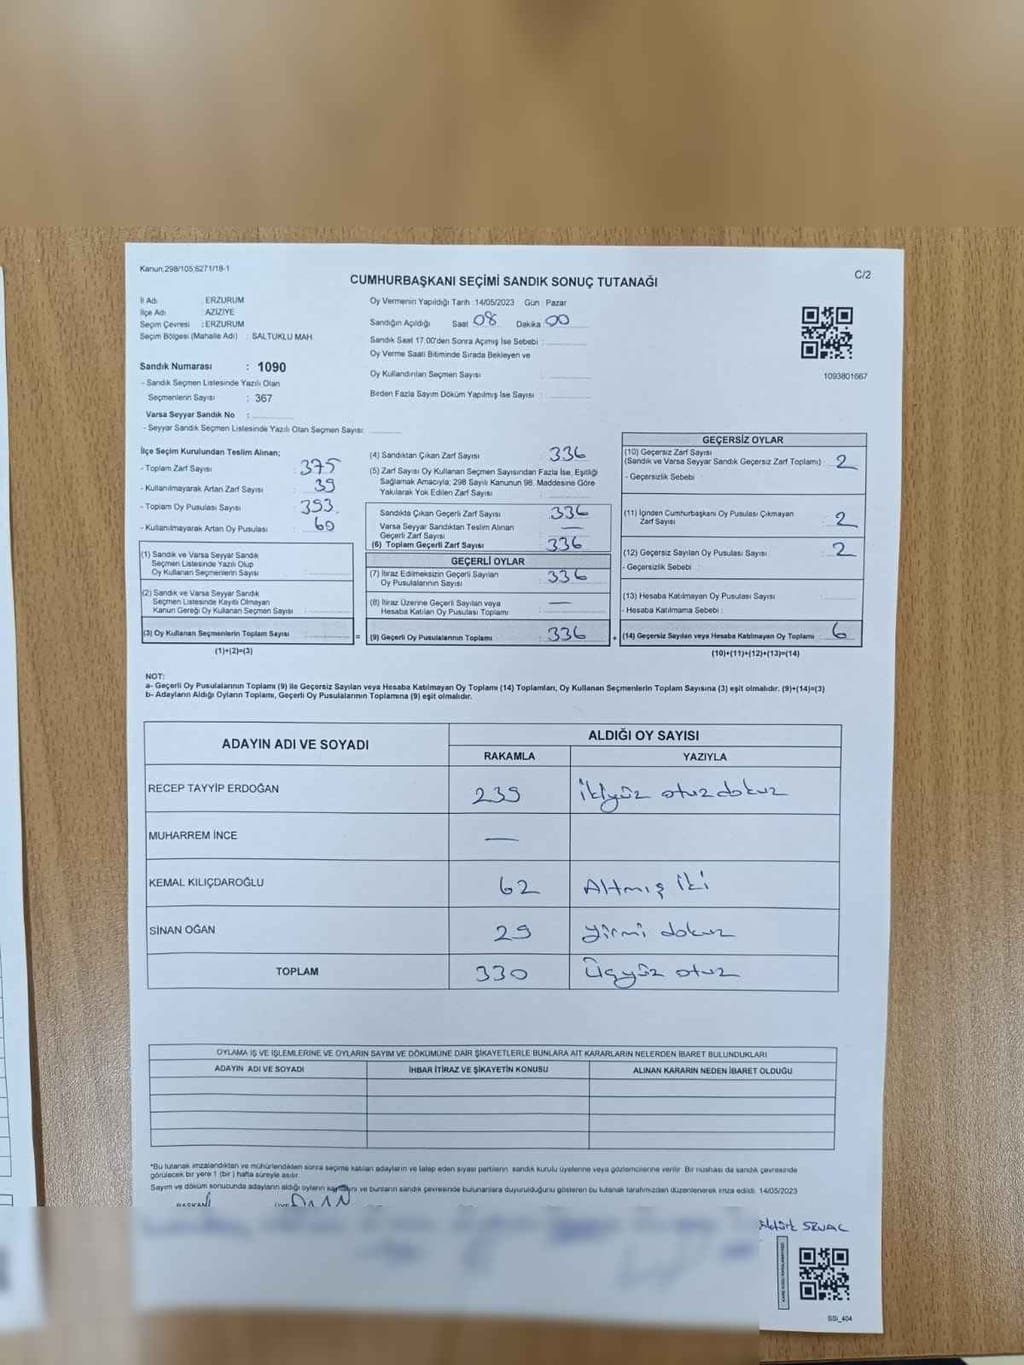 Kanun:298/105;6271/18-1
CUMHURBAŞKANI SEÇİMİ SANDIK SONUÇ TUTANAĞI
C/2
İl Adı ERZURUM
İlçe Adı AZİZİYE
Seçim Çevresi : ERZURUM
Seçim Bölgesi (Mahalle Adı) : SALTUKLU MAH
Oy Vermenin Yapıldığı Tarih :14/05/2023 Gün : Pazar
Sandığın Açıldığı Saat 08 Dakika 00
Sandık Saat 17.00'den Sonra Açımış İse Sebebi :
Oy Verme Saati Bitiminde Sırada Bekleyen ve
Oy Kullandırılan Seçmen Sayısı :
Birden Fazla Sayım Döküm Yapılmış İse Sayısı :
1093801667
Sandık Numarası : 1090
- Sandık Seçmen Listesinde Yazılı Olan
Seçmenlerin Sayısı : 367
Varsa Seyyar Sandık No :
- Seyyar Sandık Seçmen Listesinde Yazılı Olan Seçmen Sayısı:
İlçe Seçim Kurulundan Teslim Alınan;
- Toplam Zarf Sayısı : 375
- Kullanılmayarak Artan Zarf Sayısı : 39
- Toplam Oy Pusulası Sayısı : 393
- Kullanılmayarak Artan Oy Pusulası : 60
(1) Sandık ve Varsa Seyyar Sandık
Seçmen Listesinde Yazılı Olup
Oy Kullanan Seçmenlerin Sayısı :
(2) Sandık ve Varsa Seyyar Sandık
Seçmen Listesinde Kayıtlı Olmayan
Kanun Gereği Oy Kullanan Seçmen Sayısı :
(3) Oy Kullanan Seçmenlerin Toplam Sayısı =
(1)+(2)=(3)
(4) Sandıktan Çıkan Zarf Sayısı : 336
(5) Zarf Sayısı Oy Kullanan Seçmen Sayısından Fazla İse, Eşitliği
Sağlamak Amacıyla; 298 Sayılı Kanunun 98. Maddesine Göre
Yakılarak Yok Edilen Zarf Sayısı :
Sandıkta Çıkan Geçerli Zarf Sayısı : 336
Varsa Seyyar Sandıktan Teslim Alınan
Geçerli Zarf Sayısı : —
(6) Toplam Geçerli Zarf Sayısı : 336
GEÇERLİ OYLAR
(7) İtiraz Edilmeksizin Geçerli Sayılan
Oy Pusulalarının Sayısı : 336
(8) İtiraz Üzerine Geçerli Sayılan veya
Hesaba Katılan Oy Pusulası Toplamı : —
(9) Geçerli Oy Pusulalarının Toplamı : 336 +
GEÇERSİZ OYLAR
(10) Geçersiz Zarf Sayısı
(Sandık ve Varsa Seyyar Sandık Geçersiz Zarf Toplamı) : 2
- Geçersizlik Sebebi :
(11) İçinden Cumhurbaşkanı Oy Pusulası Çıkmayan
Zarf Sayısı : 2
(12) Geçersiz Sayılan Oy Pusulası Sayısı : 2
- Geçersizlik Sebebi :
(13) Hesaba Katılmayan Oy Pusulası Sayısı :
- Hesaba Katılmama Sebebi :
(14) Geçersiz Sayılan veya Hesaba Katılmayan Oy Toplamı : 6
(10)+(11)+(12)+(13)=(14)
NOT:
a- Geçerli Oy Pusulalarının Toplamı (9) ile Geçersiz Sayılan veya Hesaba Katılmayan Oy Toplamı (14) Toplamları, Oy Kullanan Seçmenlerin Toplam Sayısına (3) eşit olmalıdır. (9)+(14)=(3)
b- Adayların Aldığı Oyların Toplamı, Geçerli Oy Pusulalarının Toplamına (9) eşit olmalıdır.
ADAYIN ADI VE SOYADI ALDIĞI OY SAYISI
RAKAMLA YAZIYLA
RECEP TAYYİP ERDOĞAN 239 ikiyüz otuz dokuz
MUHARREM İNCE —
KEMAL KILIÇDAROĞLU 62 Altmış iki
SİNAN OĞAN 29 yirmi dokuz
TOPLAM 330 Üçyüz otuz
OYLAMA İŞ VE İŞLEMLERİNE VE OYLARIN SAYIM VE DÖKÜMÜNE DAİR ŞİKAYETLERLE BUNLARA AİT KARARLARIN NELERDEN İBARET BULUNDUKLARI
ADAYIN ADI VE SOYADI İHBAR İTİRAZ VE ŞİKAYETİN KONUSU ALINAN KARARIN NEDEN İBARET OLDUĞU
*Bu tutanak imzalandıktan ve mühürlendikten sonra seçime katılan adayların ve talep eden siyasi partilerin sandık kurulu üyelerine veya gözlemcilerine verilir. Bir nüshası da sandık çevresinde
görülecek bir yere 1 (bir ) hafta süreyle asılır.
Sayım ve döküm sonucunda adayların aldığı oyların sayısını ve bunların sandık çevresinde bulunanlara duyurulduğunu gösteren bu tutanak tarafımızdan düzenlenerek imza edildi. 14/05/2023
BAŞKAN
SSİ_404